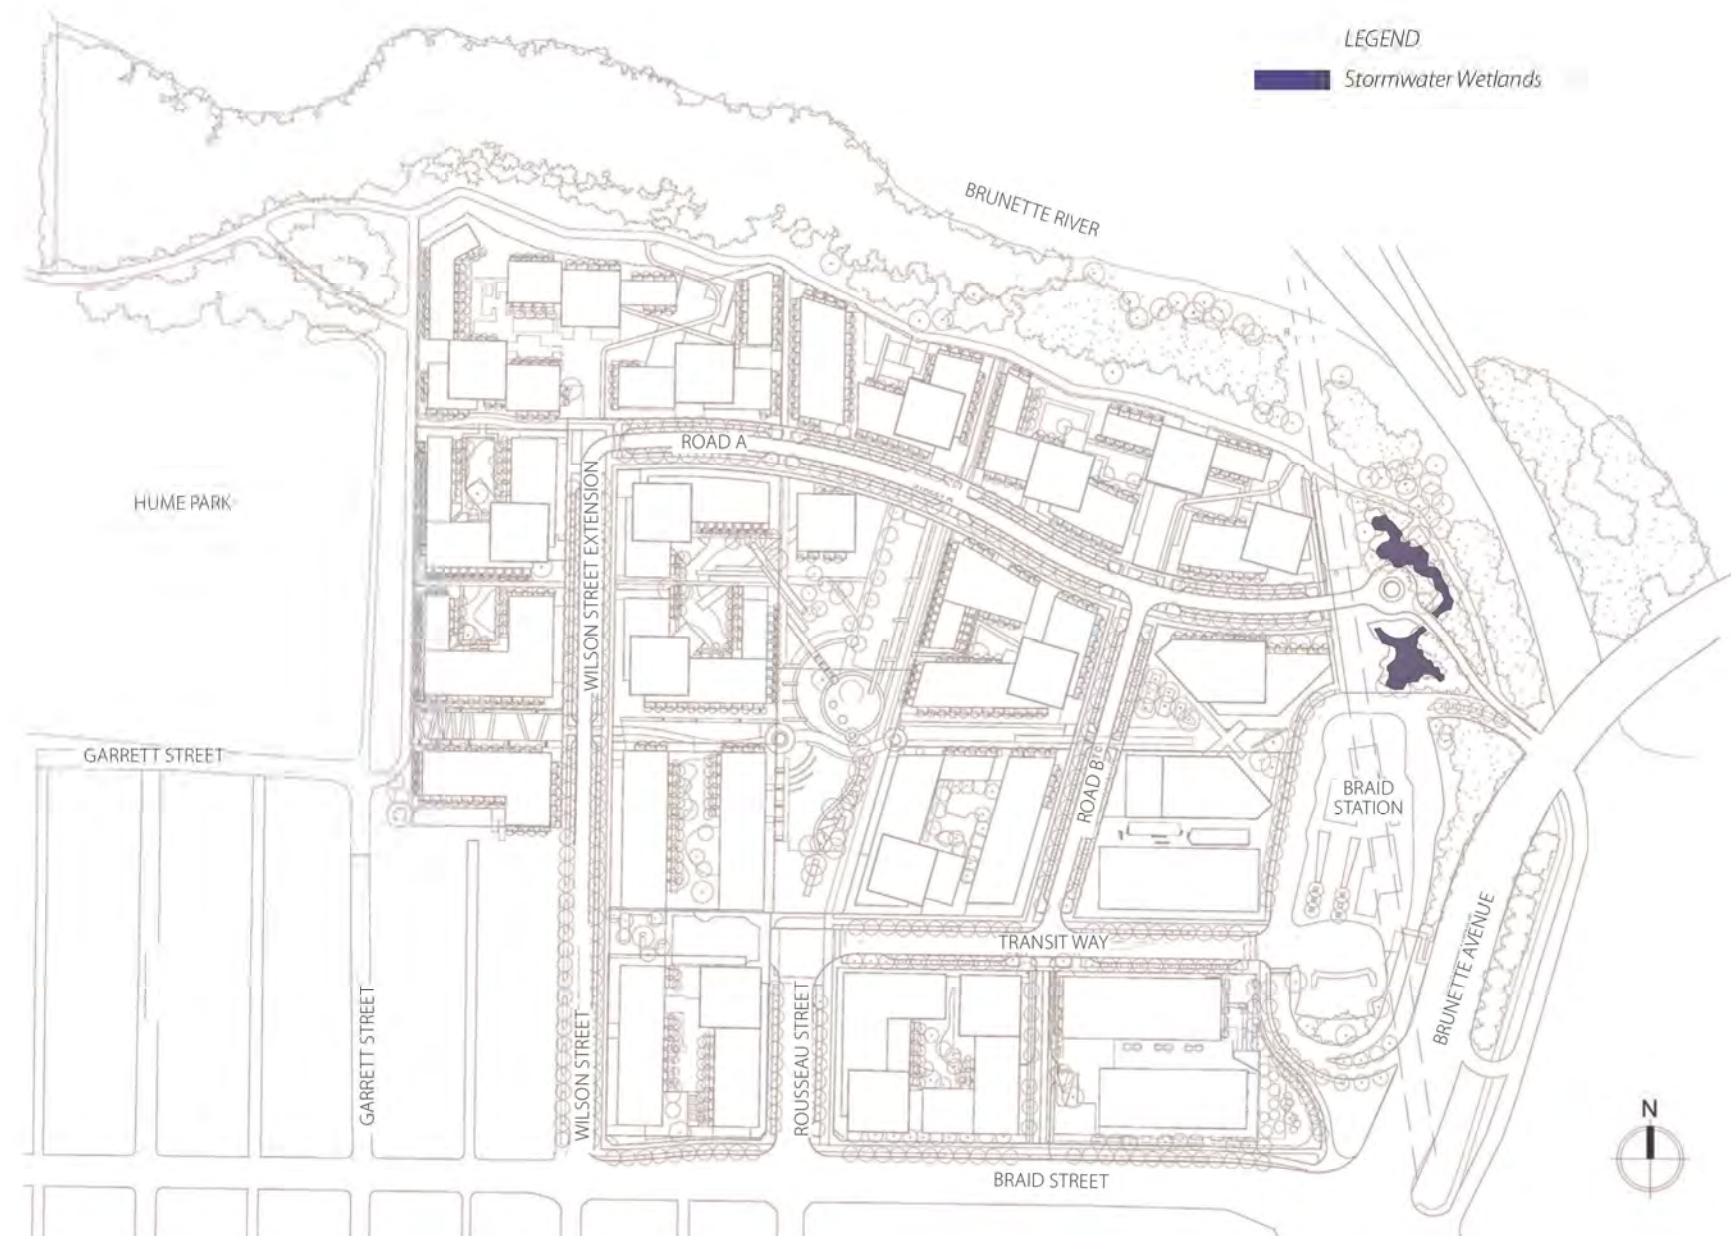 LEGEND
Stormwater Wetlands
BRUNETTE RIVER
ROAD A
HUME PARK
WILSON STREET EXTENSION
GARRETT STREET
ROAD B
BRAID
STATION
TRANSIT WAY
BRUNETTE AVENUE
GARRETT STREET
WILSON STREET
ROUSSEAU STREET
N
BRAID STREET